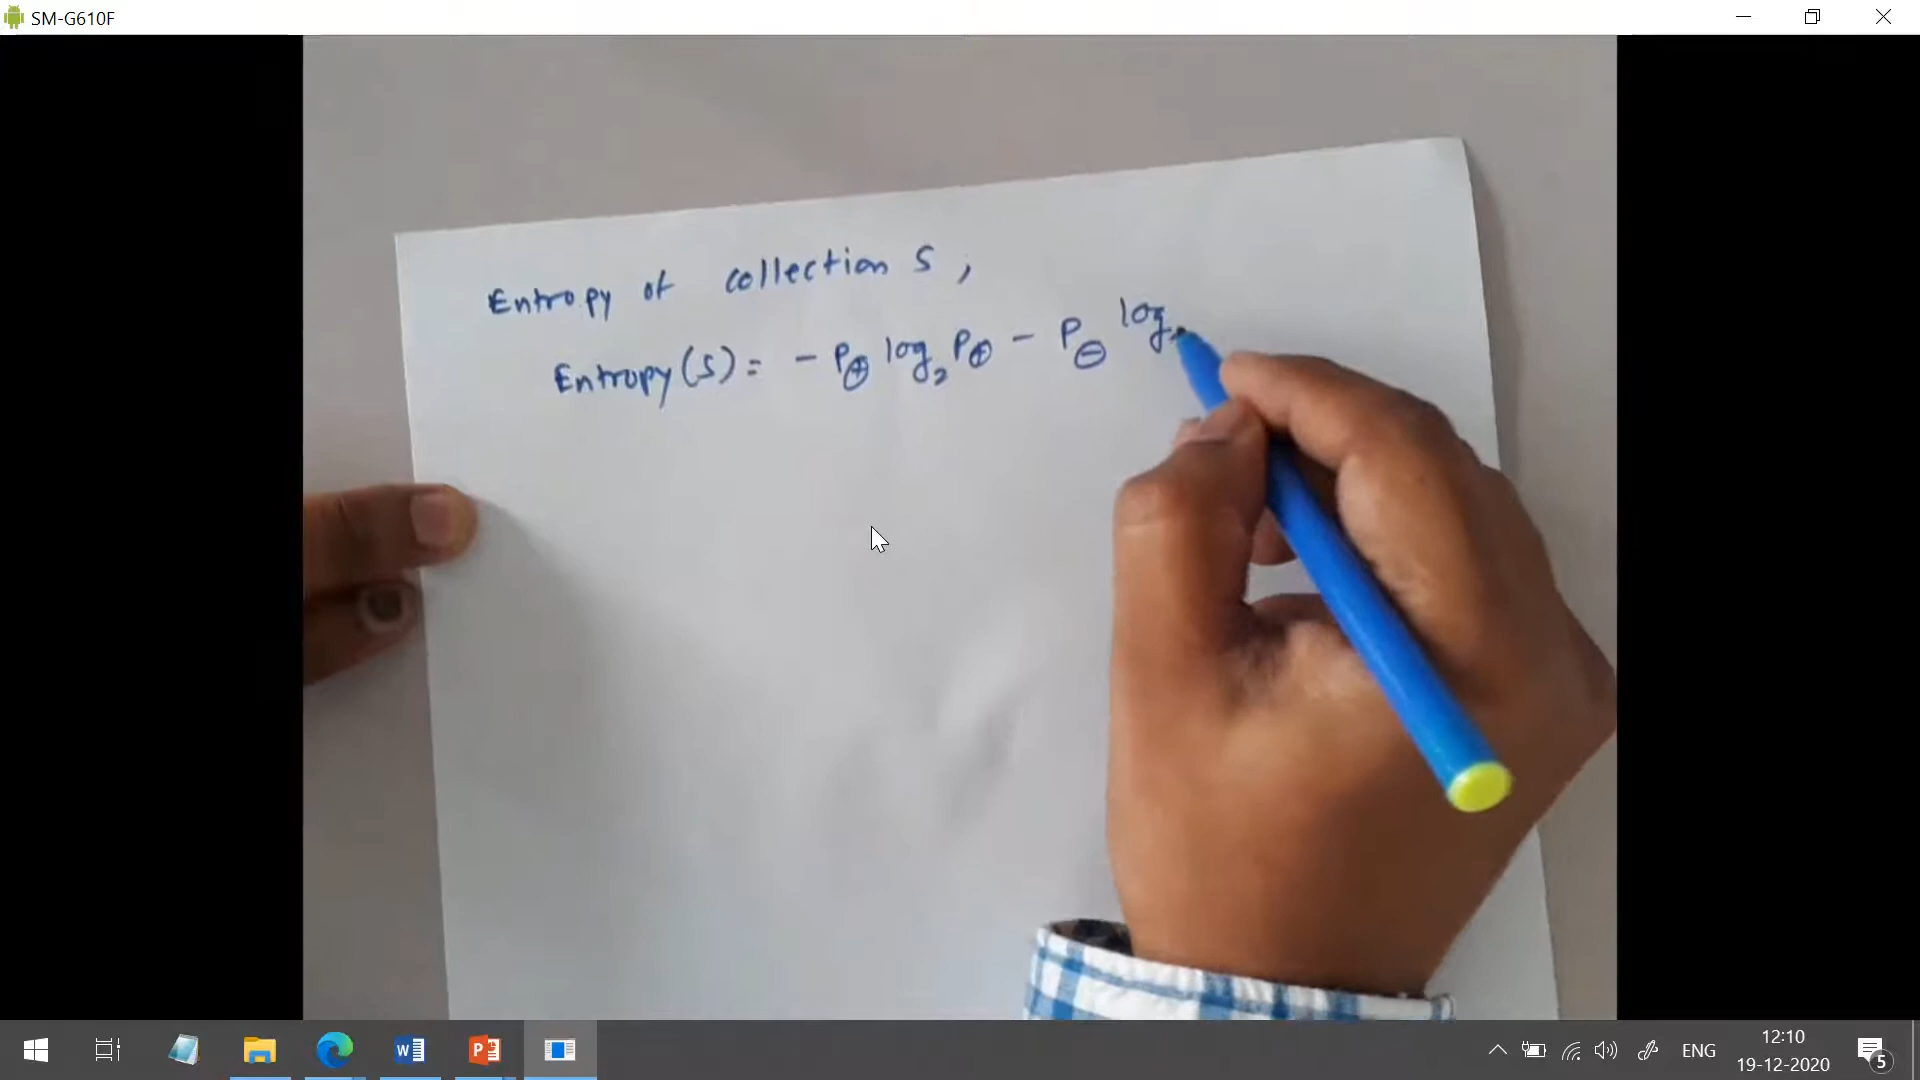 SM-G610F
Entropy of collection S,
Entropy(S) = - P⊕ log₂ P⊕ - P⊖ log
ENG
12:10
19-12-2020
5